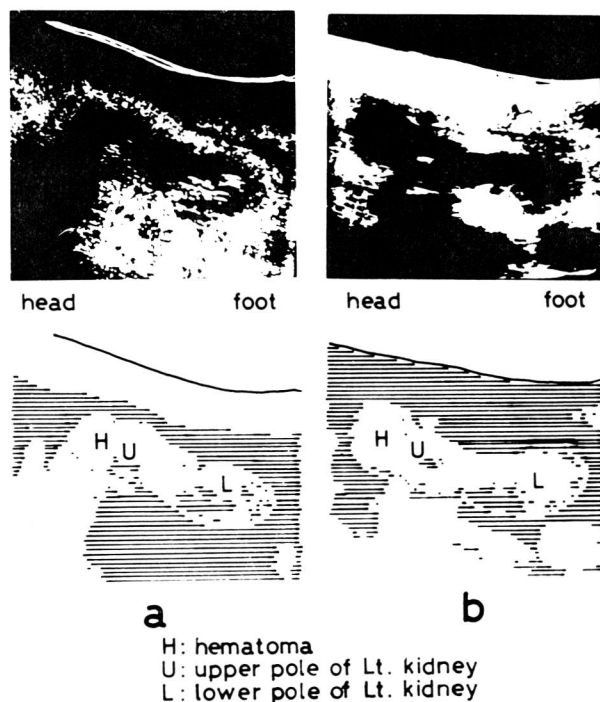 head foot head foot
H U L H U L
a b
H: hematoma
U: upper pole of Lt. kidney
L: lower pole of Lt. kidney